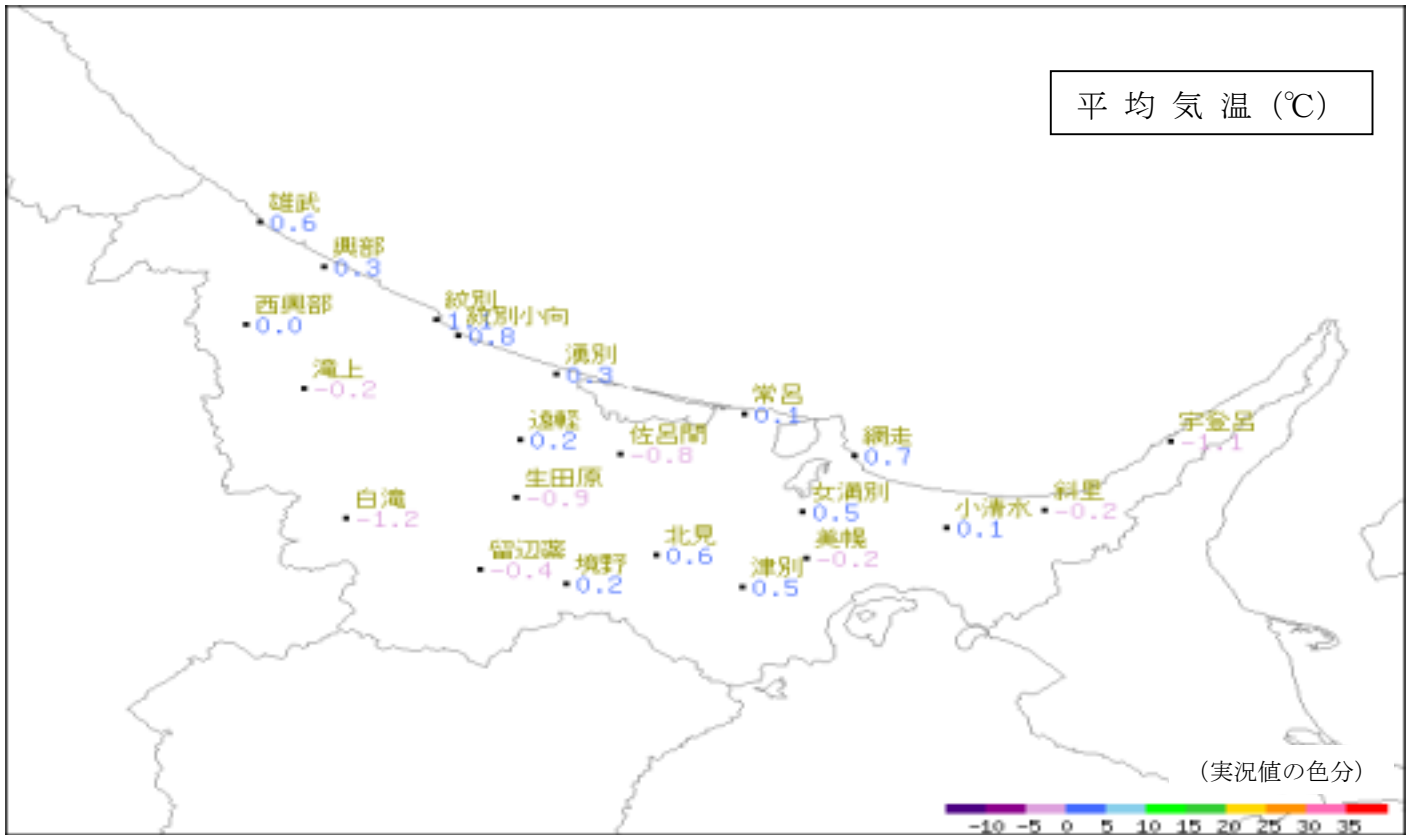 平均気温(℃)
雄武
0.6
興部
0.3
西興部
0.0
紋別
1.1
紋別小向
0.8
滝上
-0.2
湧別
0.3
常呂
0.1
遠軽
0.2
佐呂間
-0.8
網走
0.7
宇登呂
-1.1
生田原
-0.9
白滝
-1.2
女満別
0.5
小清水
0.1
斜里
-0.2
北見
0.6
美幌
-0.2
留辺蘂
-0.4
境野
0.2
津別
0.5
(実況値の色分)
-10 -5 0 5 10 15 20 25 30 35